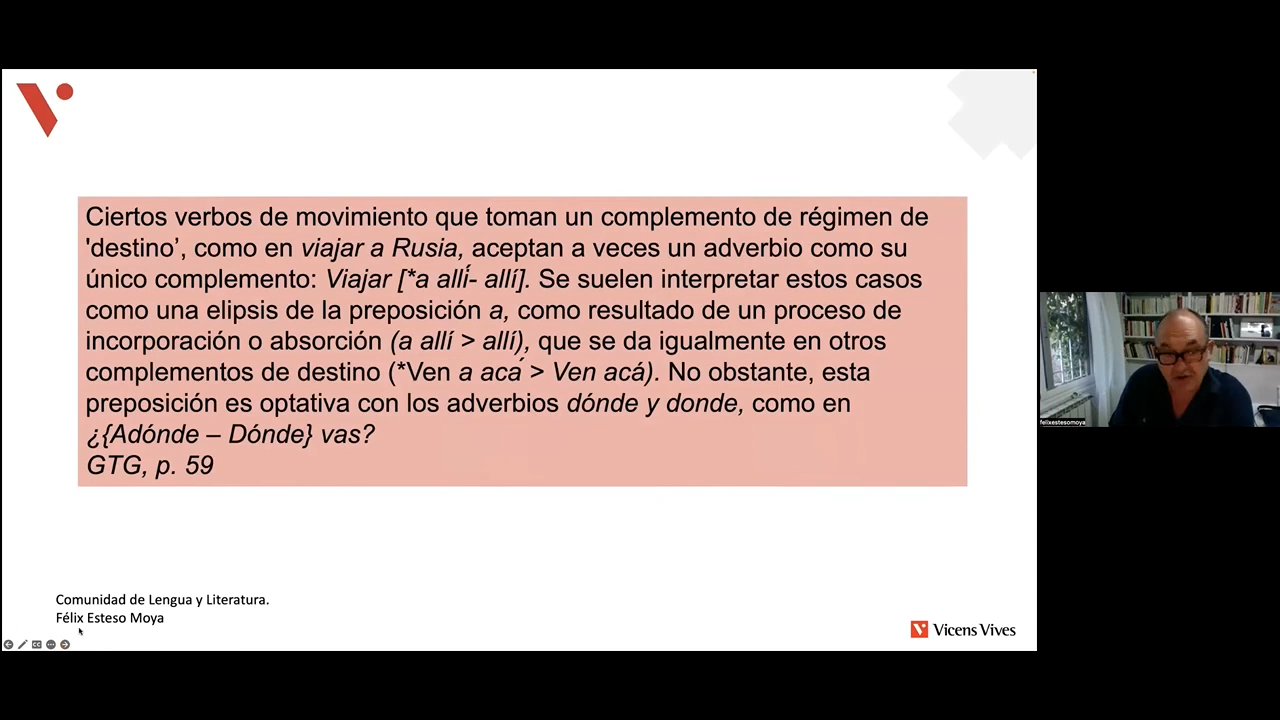 Ciertos verbos de movimiento que toman un complemento de régimen de
'destino’, como en viajar a Rusia, aceptan a veces un adverbio como su
único complemento: Viajar [*a allí́- allí]. Se suelen interpretar estos casos
como una elipsis de la preposición a, como resultado de un proceso de
incorporación o absorción (a allí > allí), que se da igualmente en otros
complementos de destino (*Ven a acá́ > Ven acá). No obstante, esta
preposición es optativa con los adverbios dónde y donde, como en
¿{Adónde – Dónde} vas?
GTG, p. 59
Comunidad de Lengua y Literatura.
Félix Esteso Moya
Vicens Vives
felixestesomoya